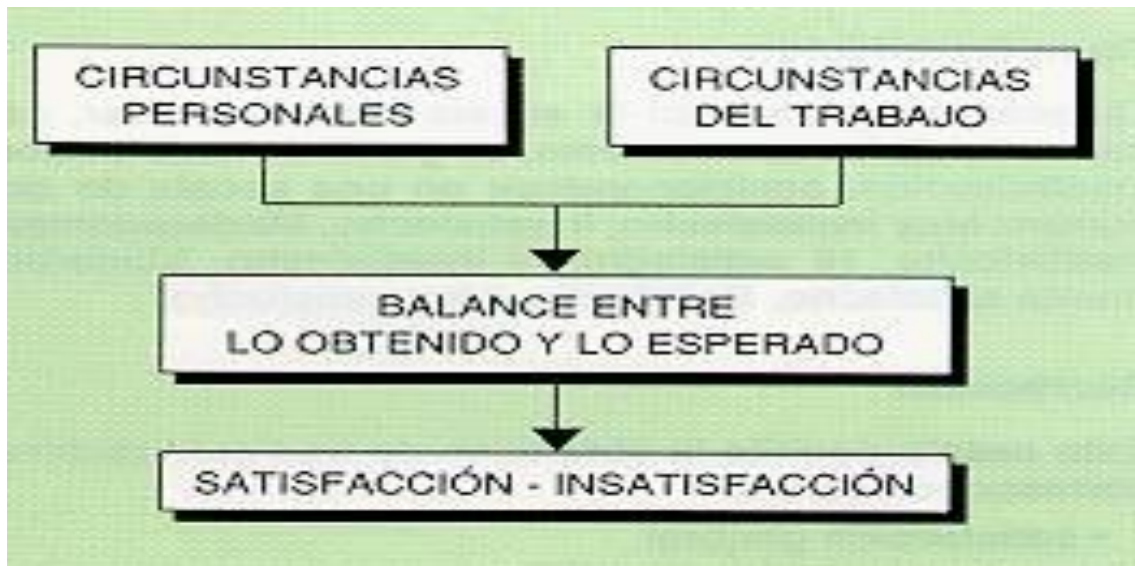 CIRCUNSTANCIAS
PERSONALES
CIRCUNSTANCIAS
DEL TRABAJO
BALANCE ENTRE
LO OBTENIDO Y LO ESPERADO
SATISFACCIÓN - INSATISFACCIÓN